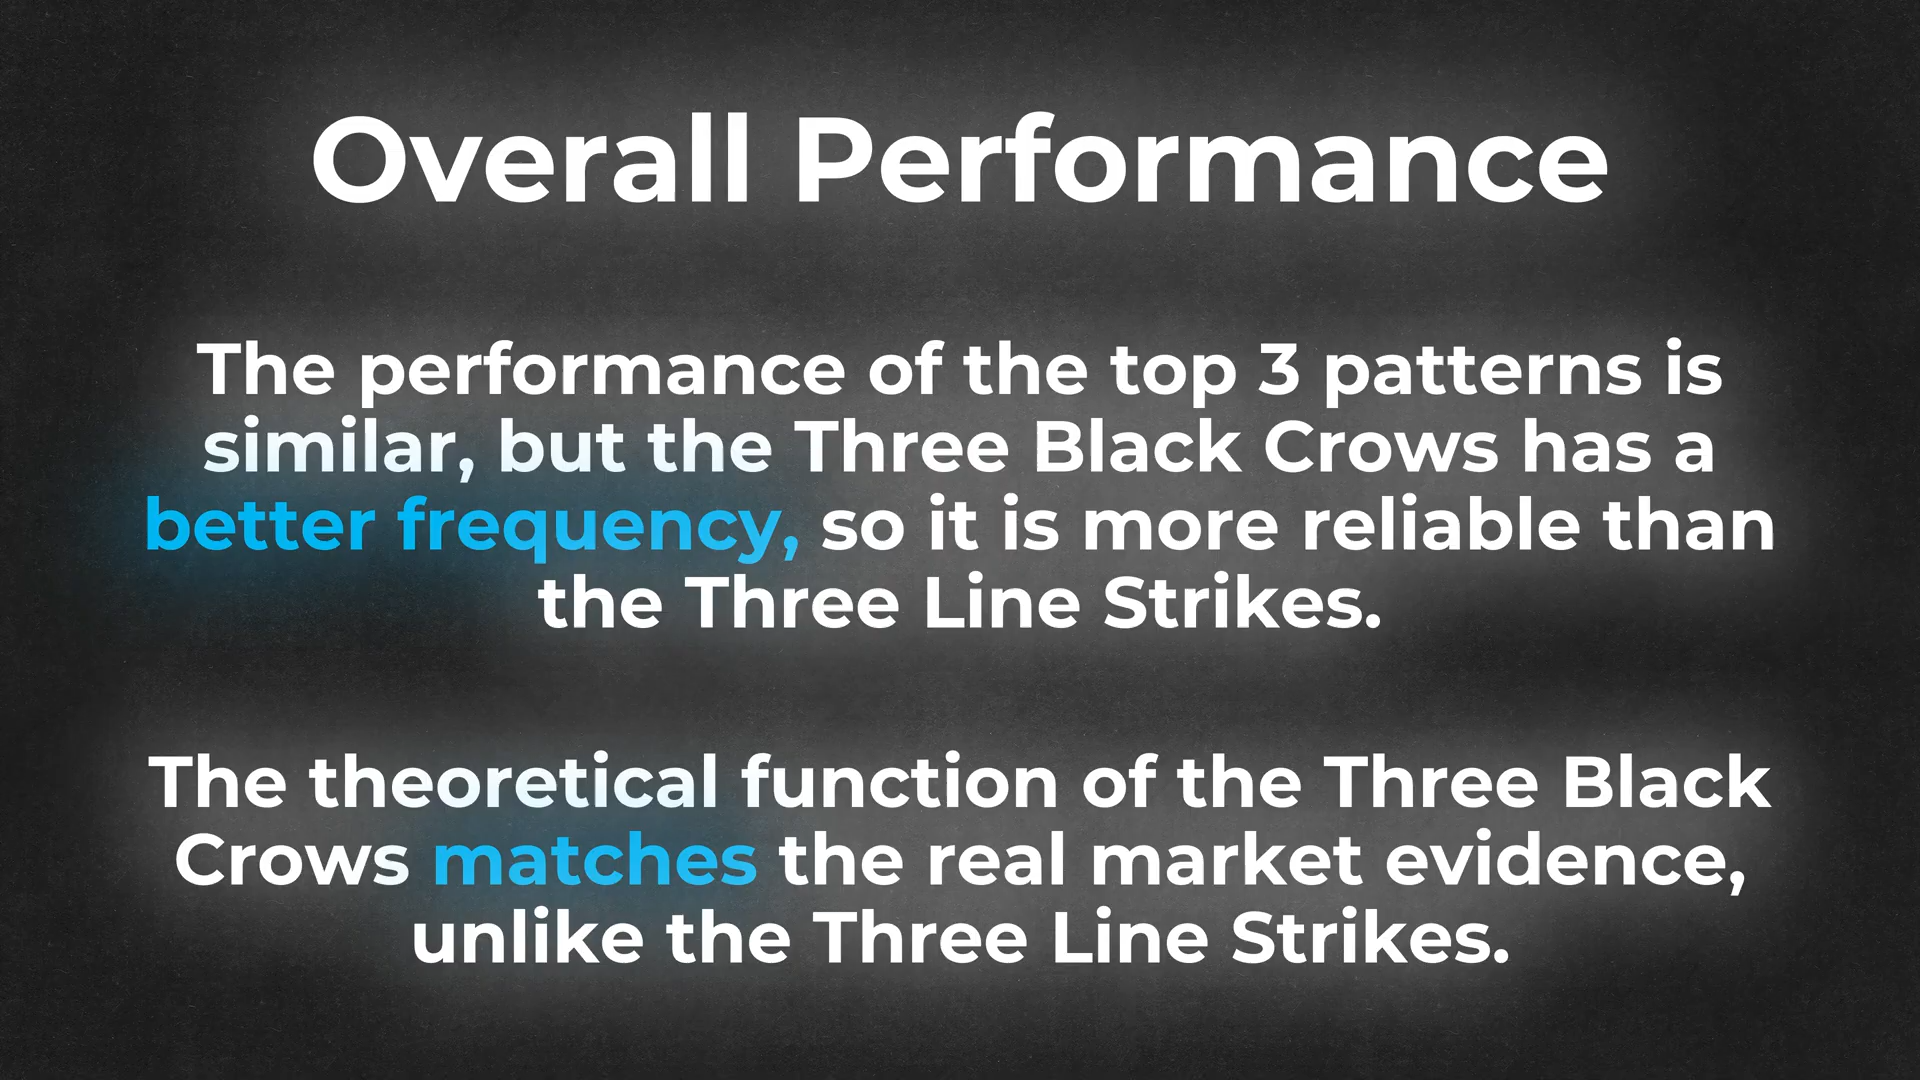 Overall Performance
The performance of the top 3 patterns is
similar, but the Three Black Crows has a
better frequency, so it is more reliable than
the Three Line Strikes.
The theoretical function of the Three Black
Crows matches the real market evidence,
unlike the Three Line Strikes.